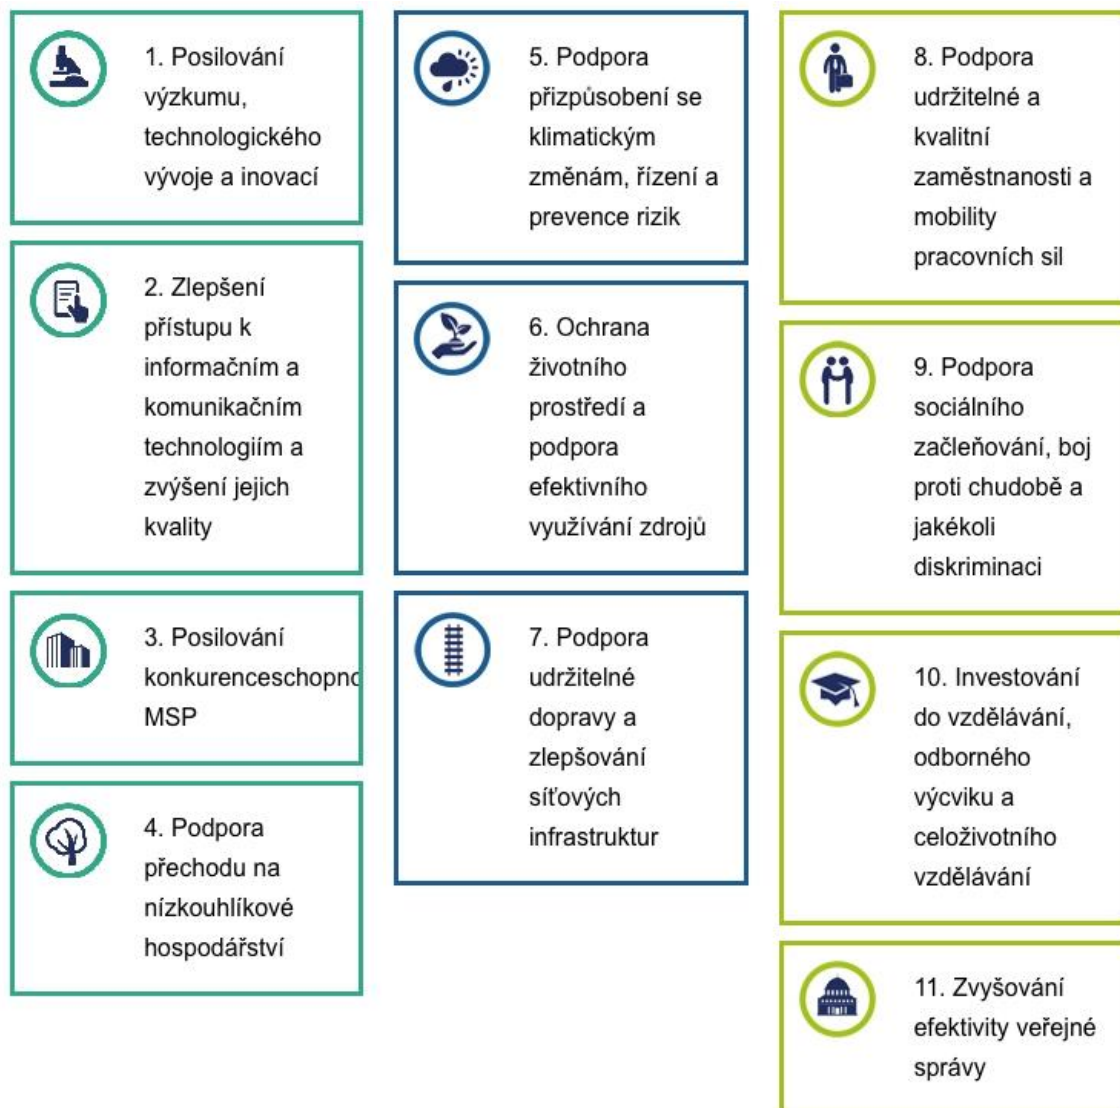 1. Posilování
výzkumu,
technologického
vývoje a inovací
2. Zlepšení
přístupu k
informačním a
komunikačním
technologiím a
zvýšení jejich
kvality
3. Posilování
konkurenceschopno
MSP
4. Podpora
přechodu na
nízkouhlíkové
hospodářství
5. Podpora
přizpůsobení se
klimatickým
změnám, řízení a
prevence rizik
6. Ochrana
životního
prostředí a
podpora
efektivního
využívání zdrojů
7. Podpora
udržitelné
dopravy a
zlepšování
síťových
infrastruktur
8. Podpora
udržitelné a
kvalitní
zaměstnanosti a
mobility
pracovních sil
9. Podpora
sociálního
začleňování, boj
proti chudobě a
jakékoli
diskriminaci
10. Investování
do vzdělávání,
odborného
výcviku a
celoživotního
vzdělávání
11. Zvyšování
efektivity veřejné
správy